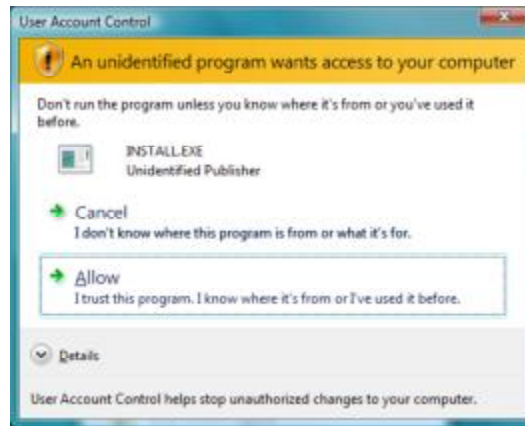 User Account Control
An unidentified program wants access to your computer
Don't run the program unless you know where it's from or you've used it
before.
INSTALL.EXE
Unidentified Publisher
Cancel
I don't know where this program is from or what it's for.
Allow
I trust this program. I know where it's from or I've used it before.
Details
User Account Control helps stop unauthorized changes to your computer.